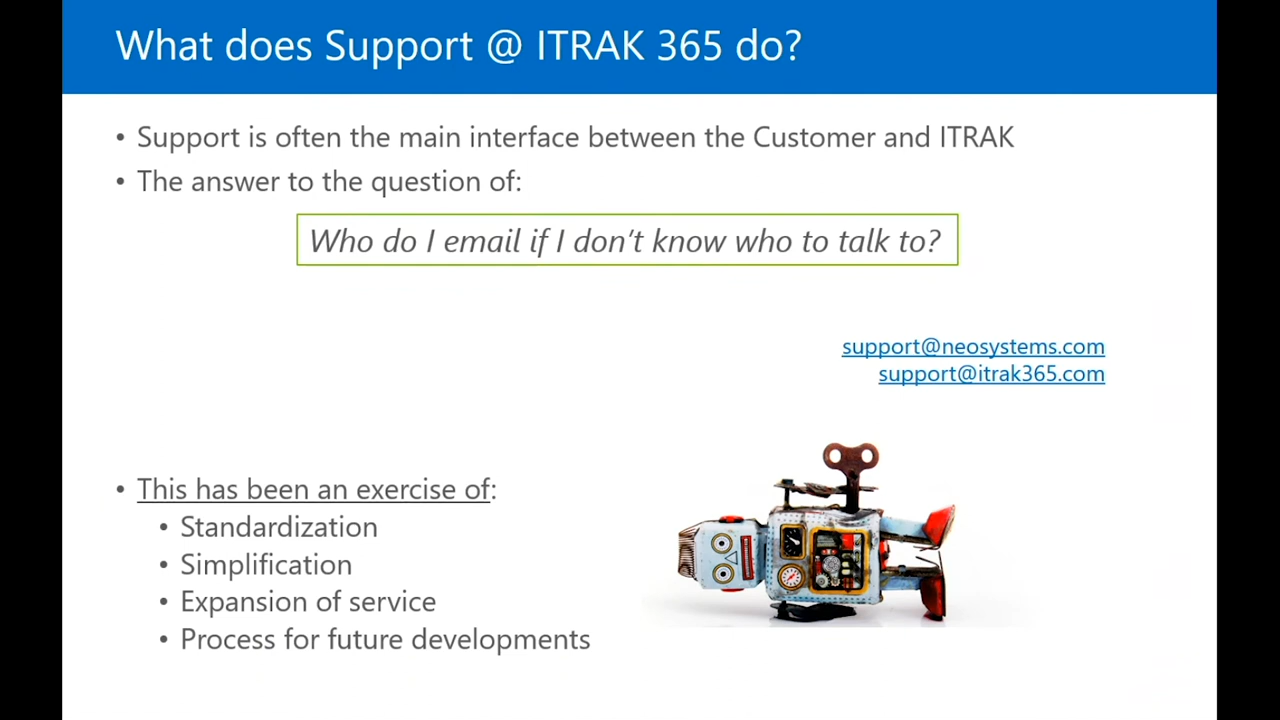 What does Support @ ITRAK 365 do?
• Support is often the main interface between the Customer and ITRAK
• The answer to the question of:
Who do I email if I don't know who to talk to?
support@neosystems.com
support@itrak365.com
• This has been an exercise of:
• Standardization
• Simplification
• Expansion of service
• Process for future developments